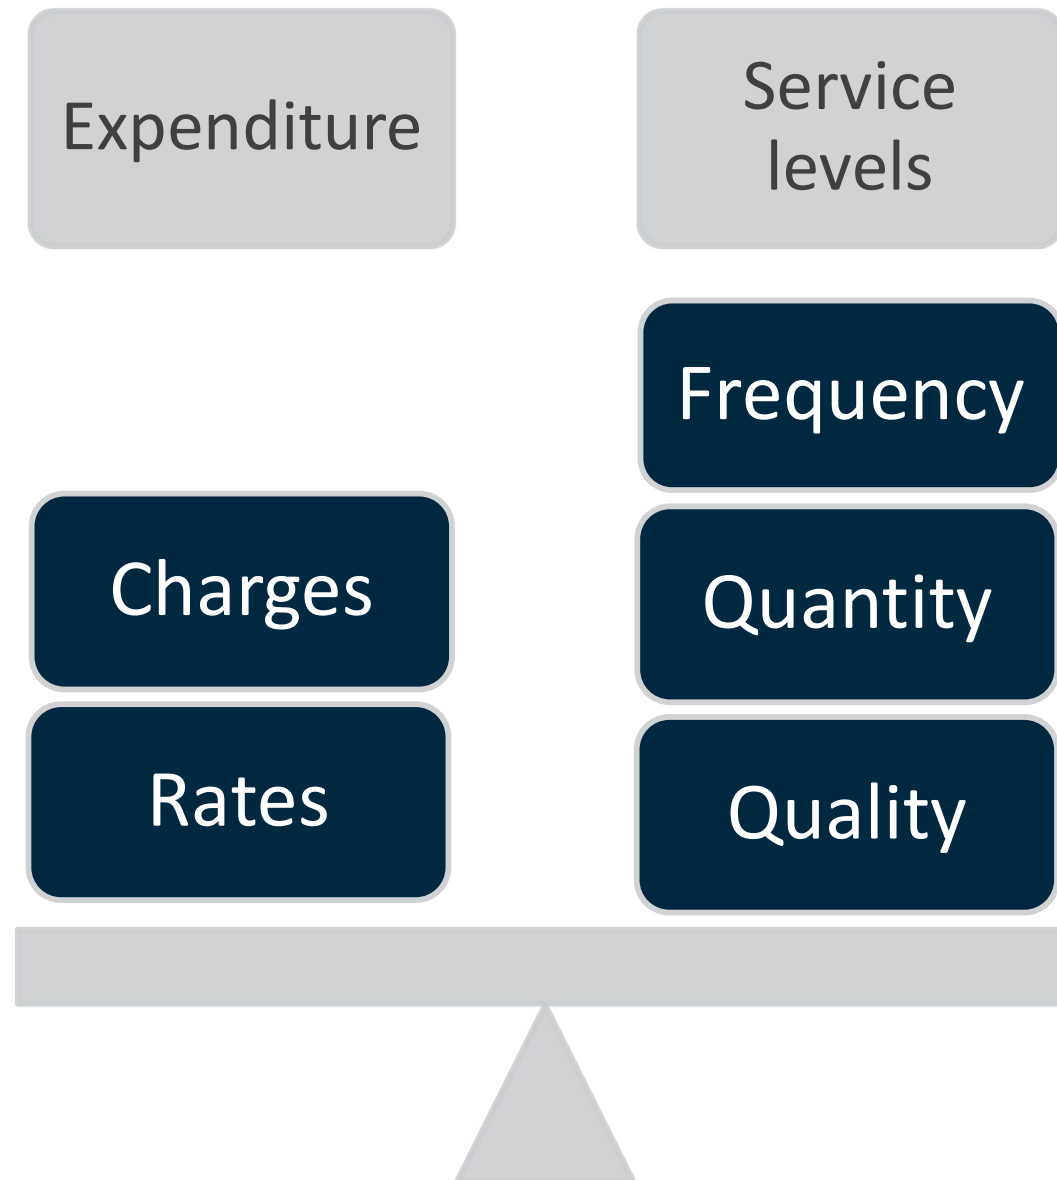 Expenditure
Service
levels
Frequency
Charges
Quantity
Rates
Quality